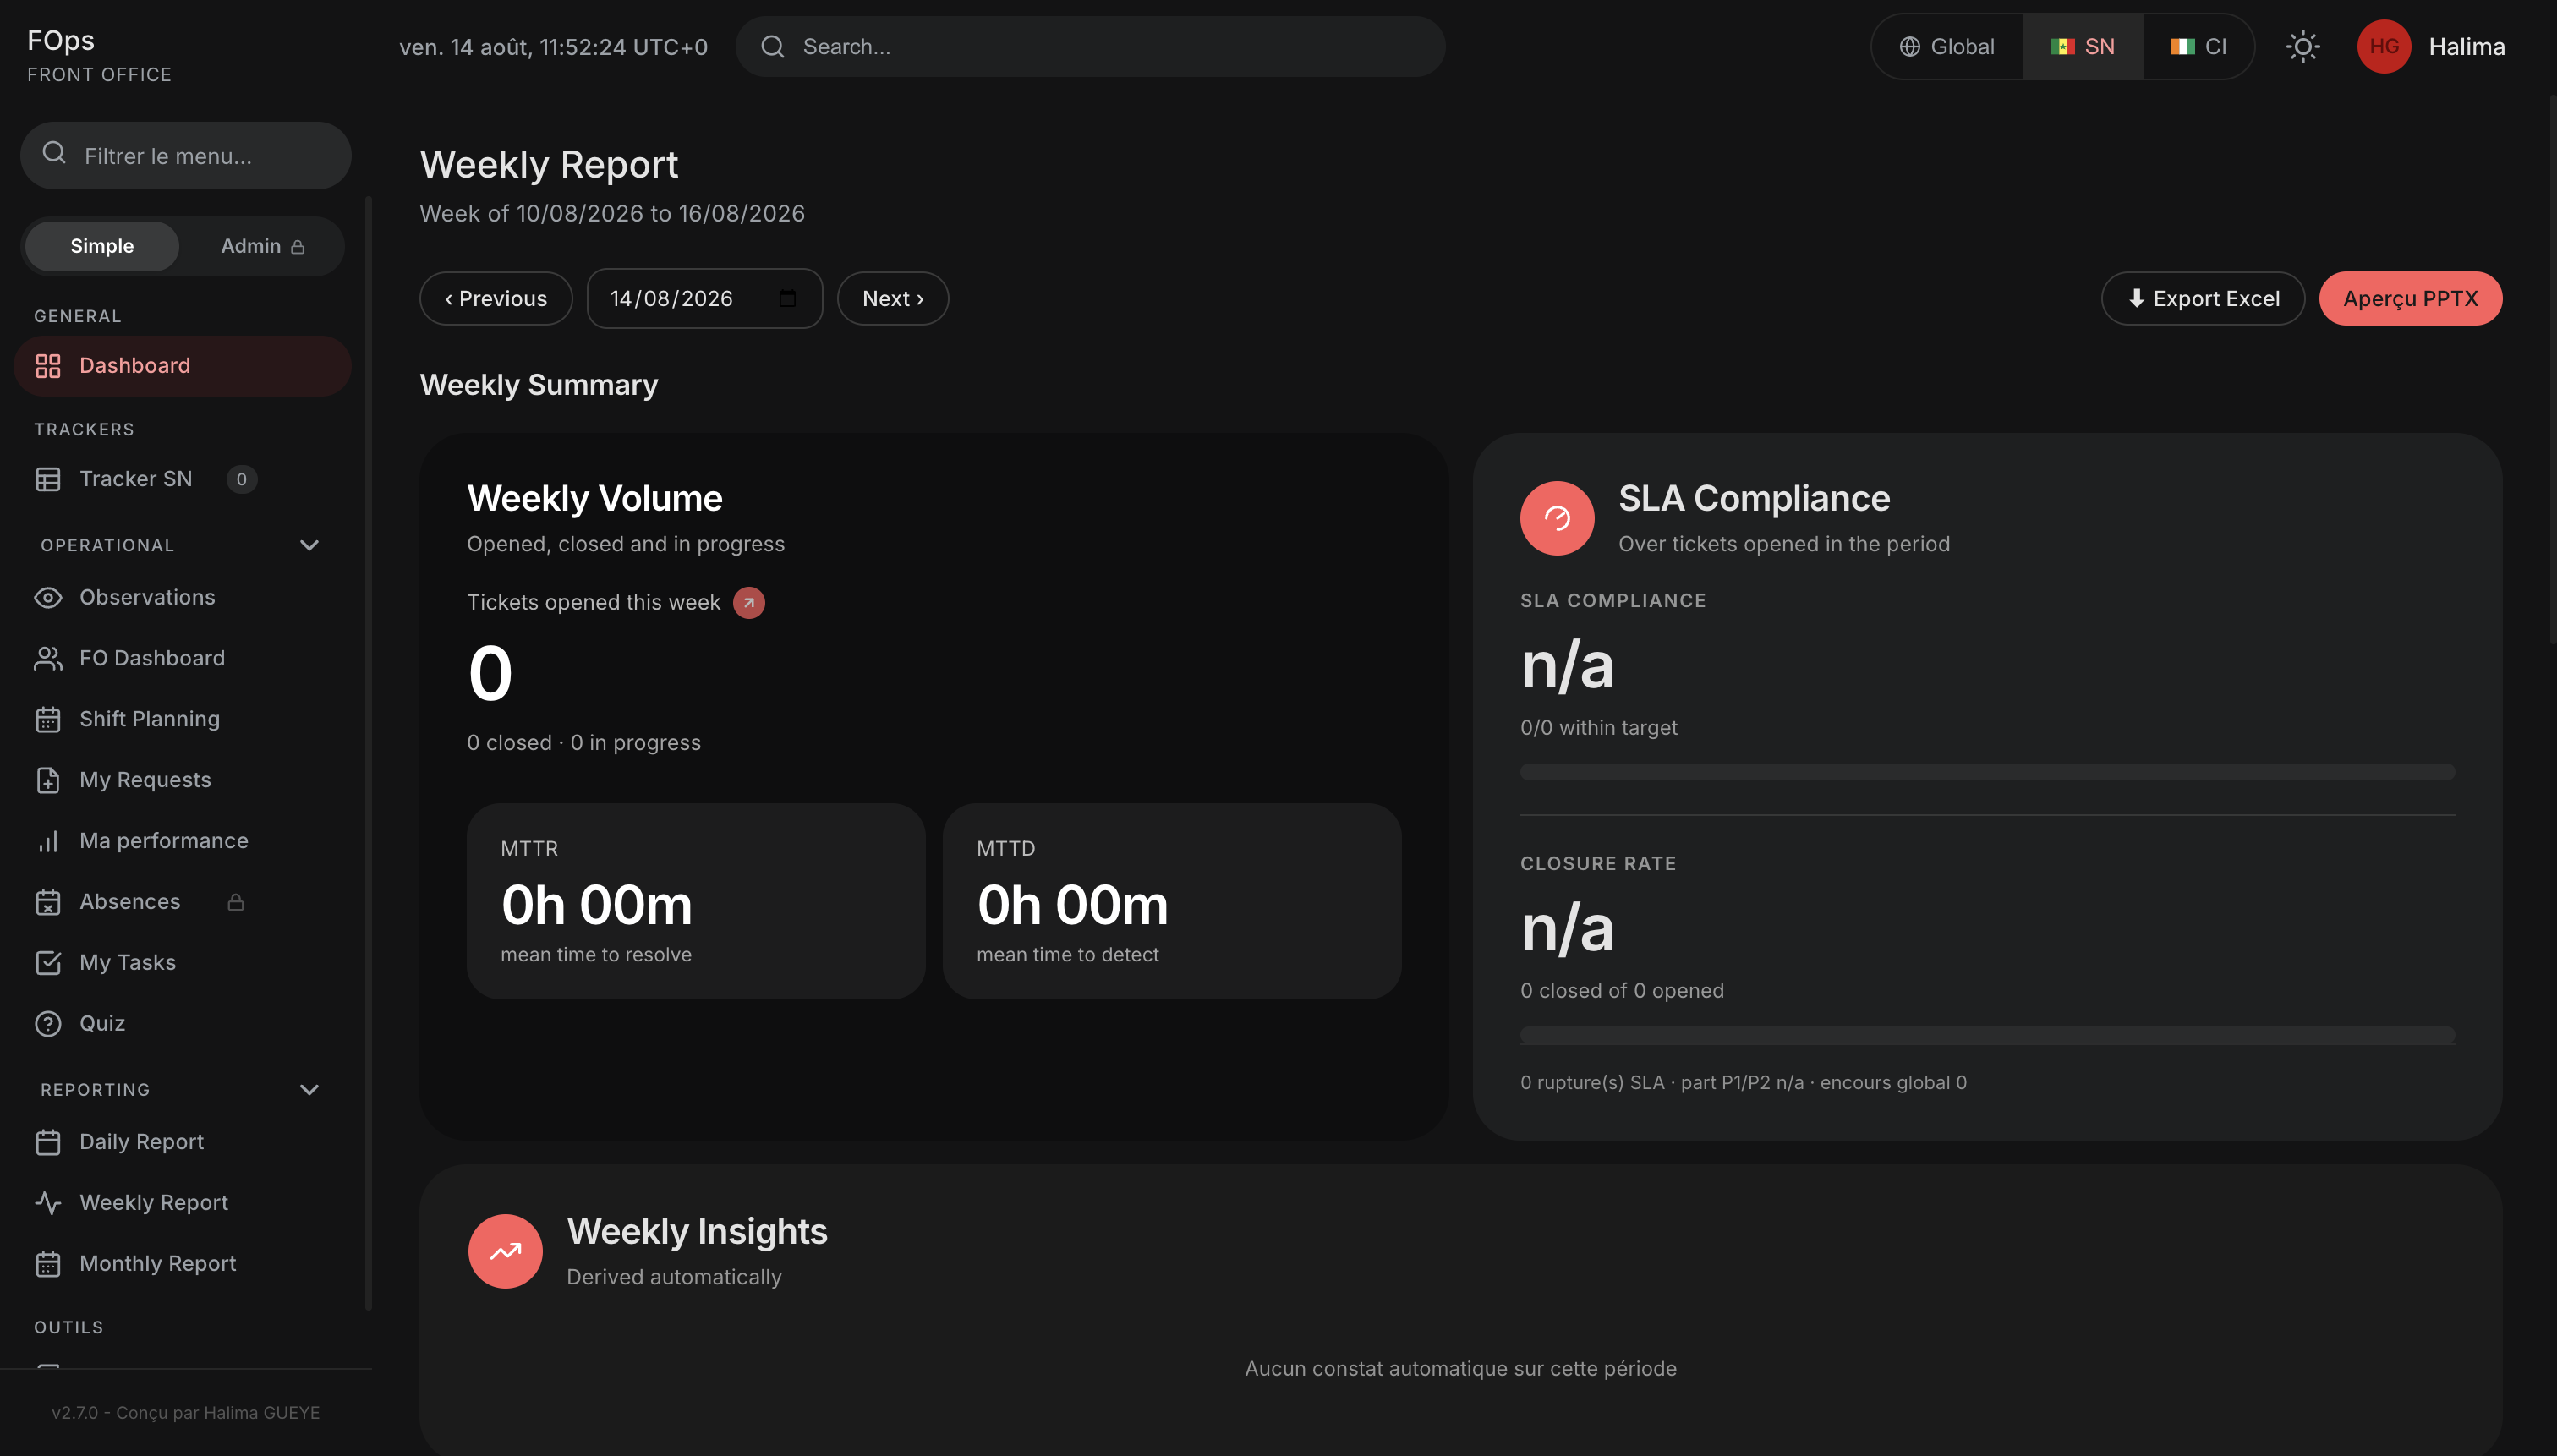 FOps
FRONT OFFICE
ven. 14 août, 11:52:24 UTC+0
Search...
Global
SN
CI
HG
Halima
Filtrer le menu...
Simple
Admin
GENERAL
Dashboard
TRACKERS
Tracker SN
0
OPERATIONAL
Observations
FO Dashboard
Shift Planning
My Requests
Ma performance
Absences
My Tasks
Quiz
REPORTING
Daily Report
Weekly Report
Monthly Report
OUTILS
v2.7.0 - Conçu par Halima GUEYE
Weekly Report
Week of 10/08/2026 to 16/08/2026
‹ Previous
14/08/2026
Next ›
⬇ Export Excel
Aperçu PPTX
Weekly Summary
Weekly Volume
Opened, closed and in progress
Tickets opened this week
0
0 closed · 0 in progress
MTTR
0h 00m
mean time to resolve
MTTD
0h 00m
mean time to detect
SLA Compliance
Over tickets opened in the period
SLA COMPLIANCE
n/a
0/0 within target
CLOSURE RATE
n/a
0 closed of 0 opened
0 rupture(s) SLA · part P1/P2 n/a · encours global 0
Weekly Insights
Derived automatically
Aucun constat automatique sur cette période